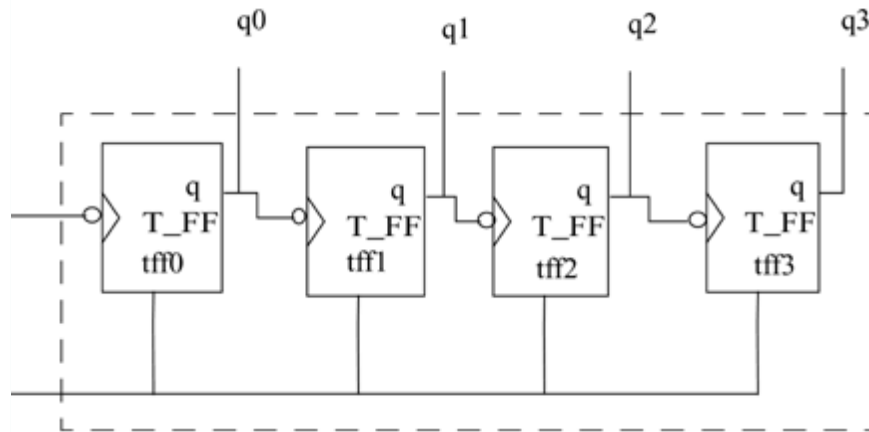 q0 q1 q2 q3
q q q q
T_FF T_FF T_FF T_FF
tff0 tff1 tff2 tff3